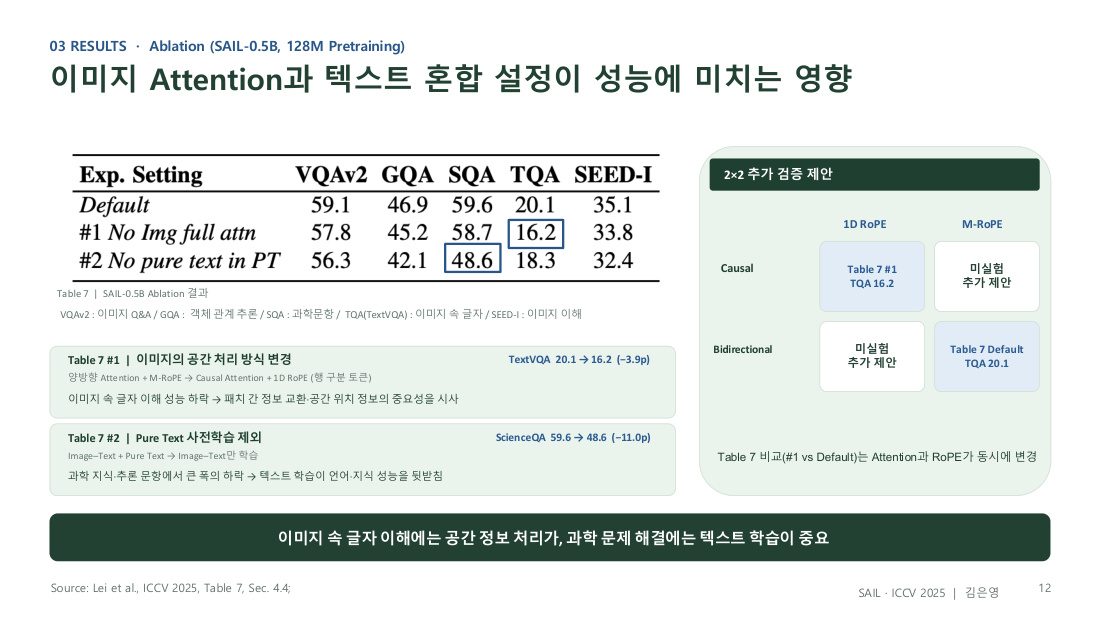 03 RESULTS · Ablation (SAIL-0.5B, 128M Pretraining)
이미지 Attention과 텍스트 혼합 설정이 성능에 미치는 영향
Exp. Setting VQAv2 GQA SQA TQA SEED-I
Default 59.1 46.9 59.6 20.1 35.1
#1 No Img full attn 57.8 45.2 58.7 16.2 33.8
#2 No pure text in PT 56.3 42.1 48.6 18.3 32.4
Table 7 | SAIL-0.5B Ablation 결과
VQAv2 : 이미지 Q&A / GQA : 객체 관계 추론 / SQA : 과학문항 / TQA(TextVQA) : 이미지 속 글자 / SEED-I : 이미지 이해
Table 7 #1 | 이미지의 공간 처리 방식 변경 TextVQA 20.1 → 16.2 (−3.9p)
양방향 Attention + M-RoPE → Causal Attention + 1D RoPE (행 구분 토큰)
이미지 속 글자 이해 성능 하락 → 패치 간 정보 교환·공간 위치 정보의 중요성을 시사
Table 7 #2 | Pure Text 사전학습 제외 ScienceQA 59.6 → 48.6 (−11.0p)
Image–Text + Pure Text → Image–Text만 학습
과학 지식·추론 문항에서 큰 폭의 하락 → 텍스트 학습이 언어·지식 성능을 뒷받침
2×2 추가 검증 제안
1D RoPE M-RoPE
Causal
Table 7 #1
TQA 16.2
미실험
추가 제안
Bidirectional
미실험
추가 제안
Table 7 Default
TQA 20.1
Table 7 비교(#1 vs Default)는 Attention과 RoPE가 동시에 변경
이미지 속 글자 이해에는 공간 정보 처리가, 과학 문제 해결에는 텍스트 학습이 중요
Source: Lei et al., ICCV 2025, Table 7, Sec. 4.4;
SAIL · ICCV 2025 | 김은영
12